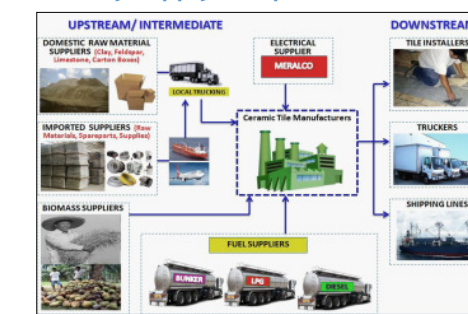 UPSTREAM/ INTERMEDIATE
DOWNSTREAM
DOMESTIC RAW MATERIAL
SUPPLIERS (Clay, Feldspar,
Limestone, Carton Boxes)
LOCAL TRUCKING
ELECTRICAL
SUPPLIER
MERALCO
TILE INSTALLERS
IMPORTED SUPPLIERS (Raw
Materials, Spareparts, Supplies)
Ceramic Tile Manufacturers
TRUCKERS
BIOMASS SUPPLIERS
SHIPPING LINES
FUEL SUPPLIERS
BUNKER
LPG
DIESEL